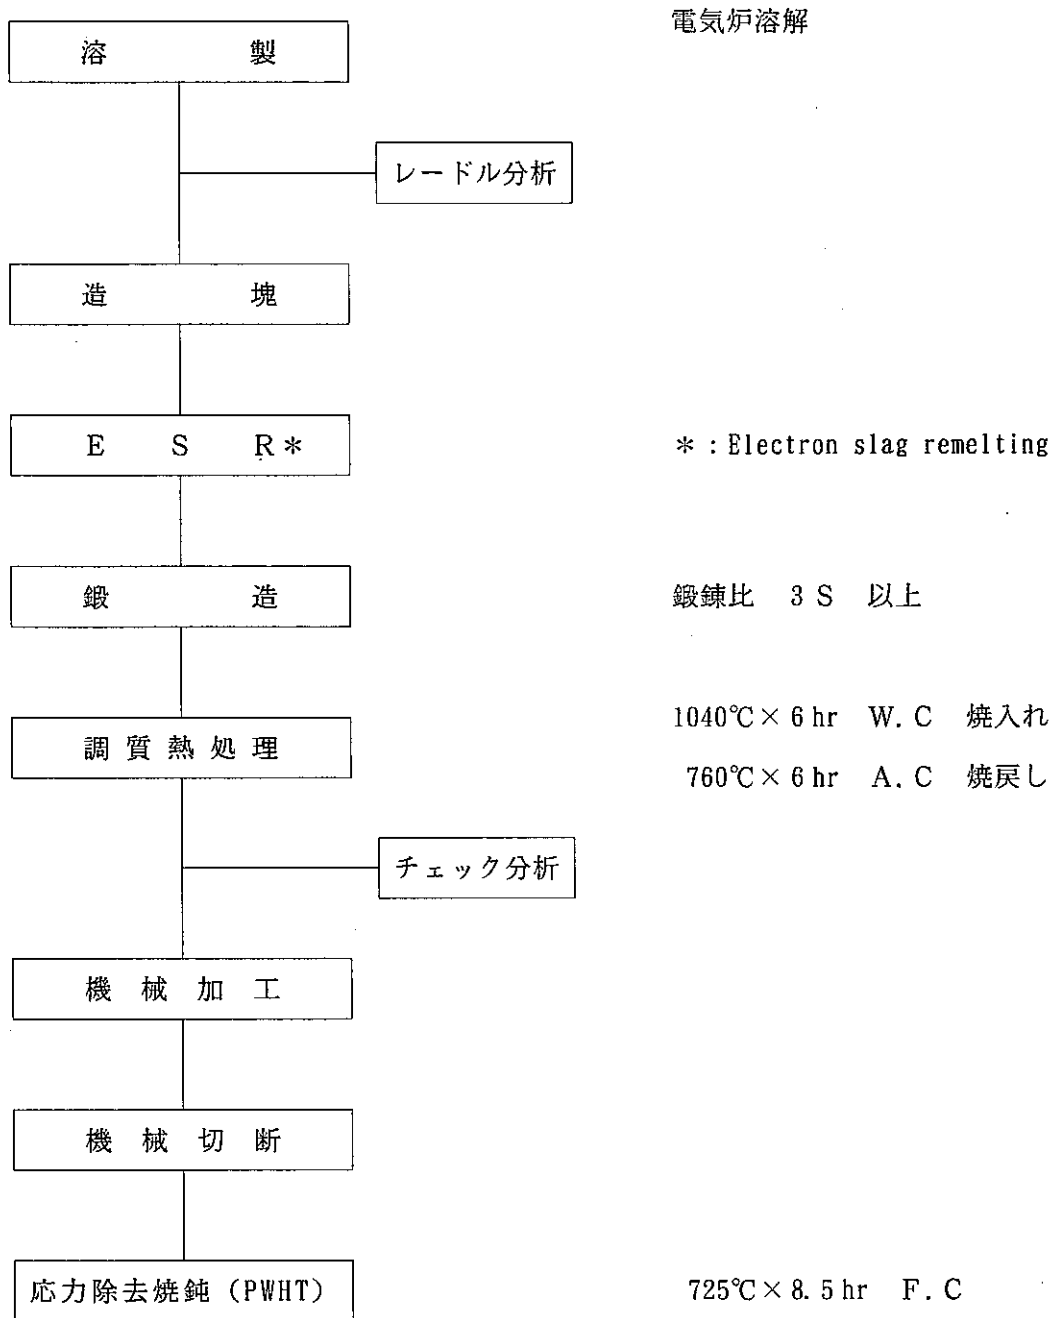 溶製 電気炉溶解
レードル分析
造塊
E S R* *:Electron slag remelting
鍛造 鍛錬比 3S 以上
1040℃×6hr W.C 焼入れ
調質熱処理
760℃×6hr A.C 焼戻し
チェック分析
機械加工
機械切断
応力除去焼鈍(PWHT) 725℃×8.5hr F.C